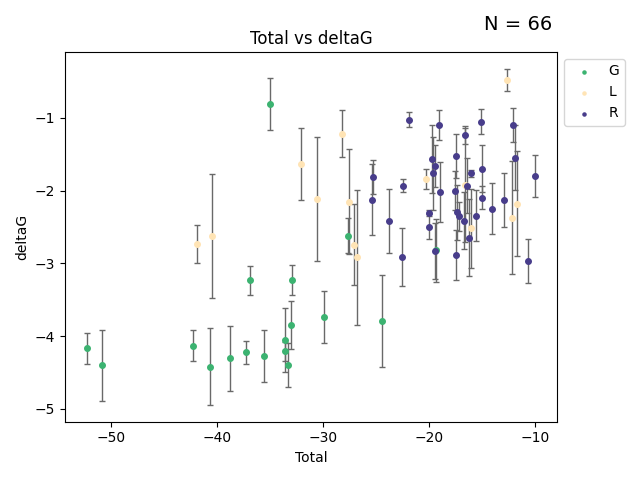 N = 66
Total vs deltaG
G
L
R
deltaG
−1
−2
−3
−4
−5
−50 −40 −30 −20 −10
Total